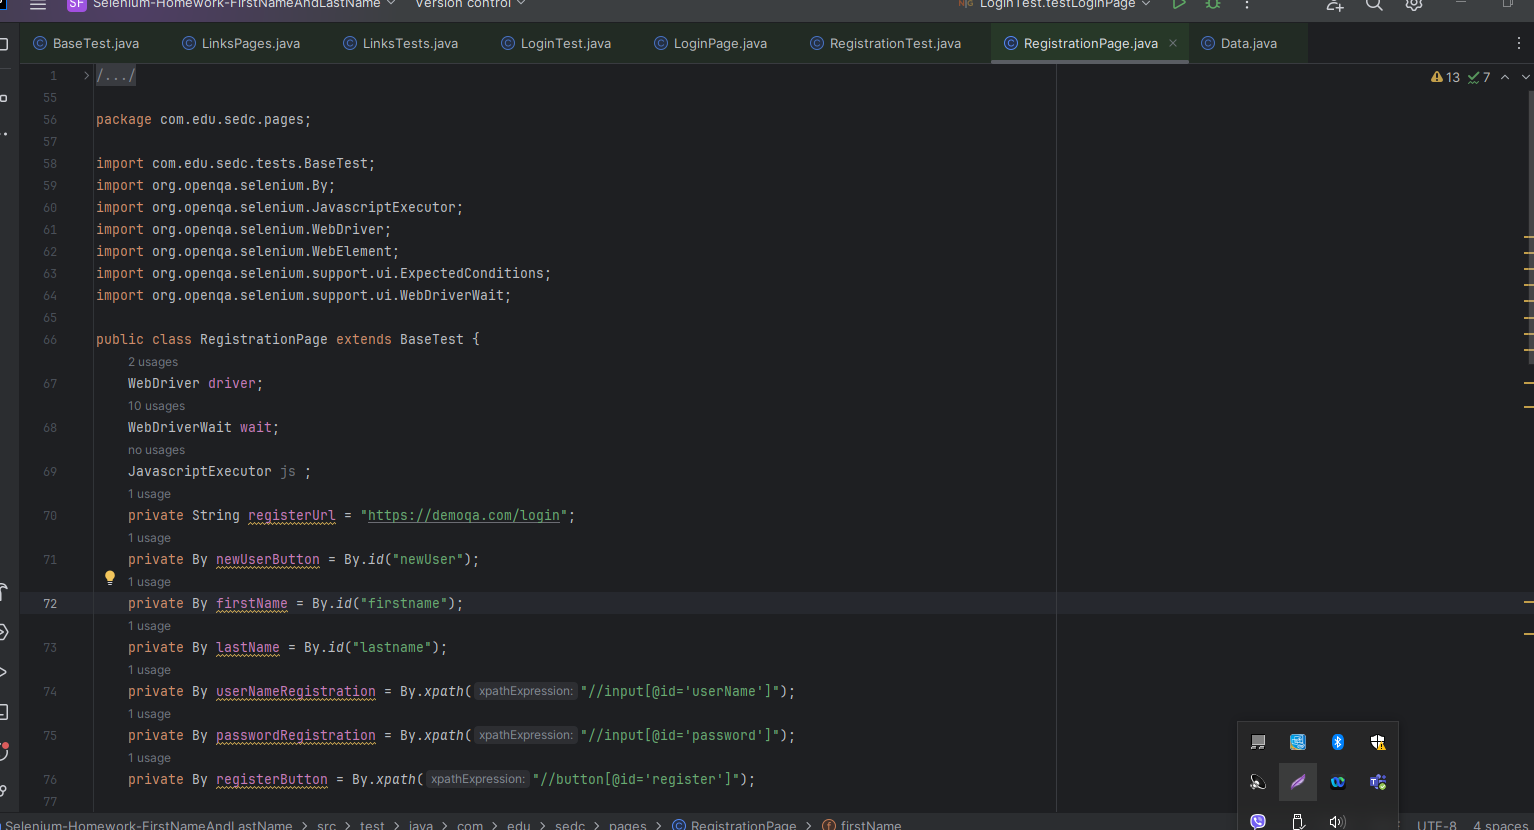 SF Selenium-Homework-FirstNameAndLastName Version control LoginTest.testLoginPage
BaseTest.java LinksPages.java LinksTests.java LoginTest.java LoginPage.java RegistrationTest.java RegistrationPage.java Data.java
1 /.../ 13 7
55
56 package com.edu.sedc.pages;
57
58 import com.edu.sedc.tests.BaseTest;
59 import org.openqa.selenium.By;
60 import org.openqa.selenium.JavascriptExecutor;
61 import org.openqa.selenium.WebDriver;
62 import org.openqa.selenium.WebElement;
63 import org.openqa.selenium.support.ui.ExpectedConditions;
64 import org.openqa.selenium.support.ui.WebDriverWait;
65
66 public class RegistrationPage extends BaseTest {
2 usages
67 WebDriver driver;
10 usages
68 WebDriverWait wait;
no usages
69 JavascriptExecutor js ;
1 usage
70 private String registerUrl = "https://demoqa.com/login";
1 usage
71 private By newUserButton = By.id("newUser");
1 usage
72 private By firstName = By.id("firstname");
1 usage
73 private By lastName = By.id("lastname");
1 usage
74 private By userNameRegistration = By.xpath( xpathExpression: "//input[@id='userName']");
1 usage
75 private By passwordRegistration = By.xpath( xpathExpression: "//input[@id='password']");
1 usage
76 private By registerButton = By.xpath( xpathExpression: "//button[@id='register']");
77
Selenium-Homework-FirstNameAndLastName > src > test > java > com > edu > sedc > pages > RegistrationPage > firstName UTF-8 4 spaces